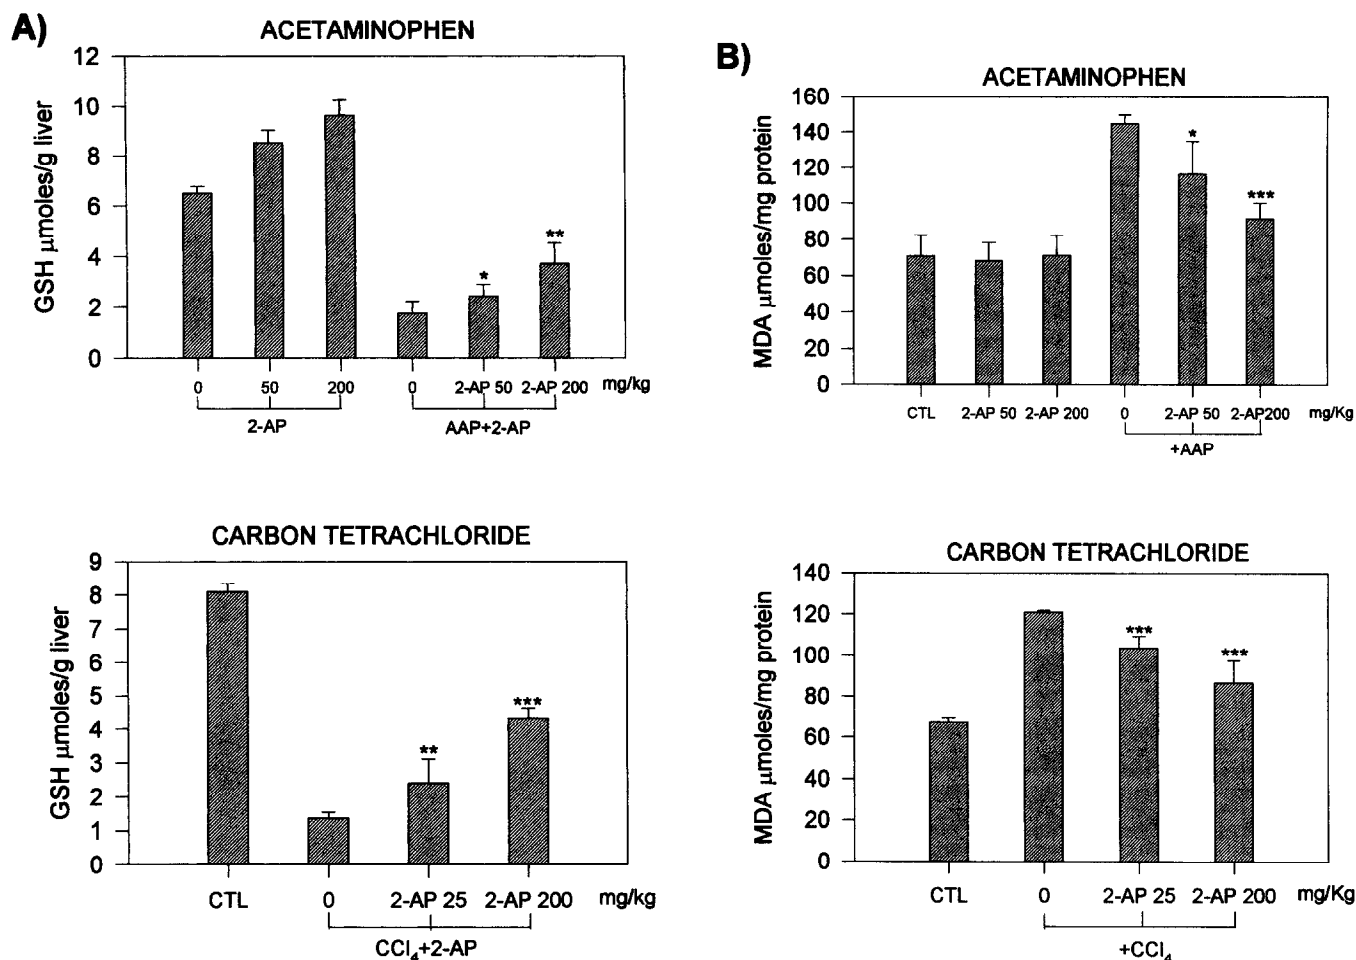 A)
ACETAMINOPHEN
12
10
8
6
4
2
0
GSH μmoles/g liver
* **
0 50 200 0 2-AP 50 2-AP 200 mg/kg
2-AP AAP+2-AP
B)
ACETAMINOPHEN
160
140
120
100
80
60
40
20
0
MDA μmoles/mg protein
* ***
CTL 2-AP 50 2-AP 200 0 2-AP 50 2-AP200 mg/Kg
+AAP
CARBON TETRACHLORIDE
9
8
7
6
5
4
3
2
1
0
GSH μmoles/g liver
** ***
CTL 0 2-AP 25 2-AP 200 mg/kg
CCl₄+2-AP
CARBON TETRACHLORIDE
140
120
100
80
60
40
20
0
MDA μmoles/mg protein
*** ***
CTL 0 2-AP 25 2-AP 200 mg/Kg
+CCl₄